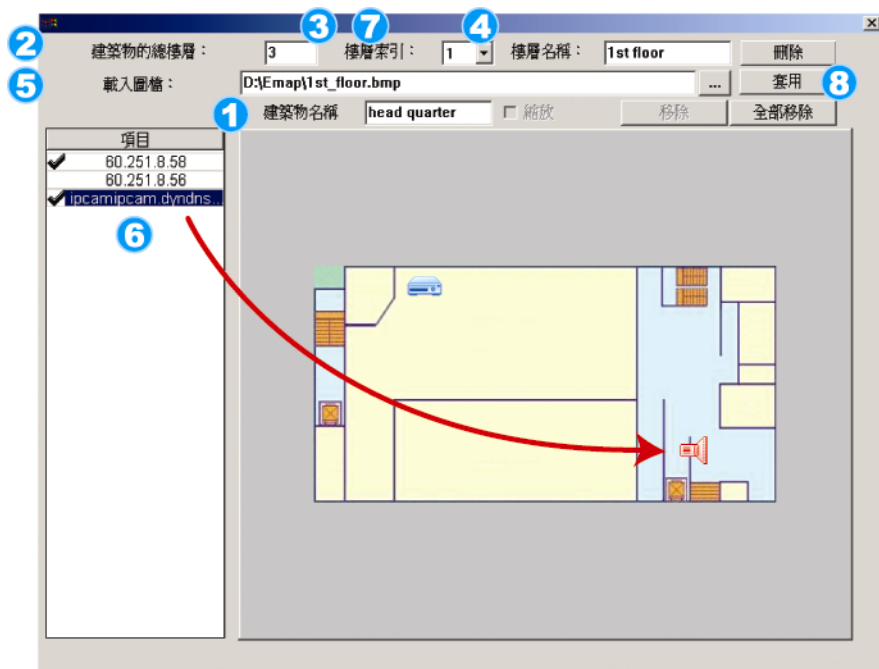 3 7 4
2 建築物的總樓層： 3 樓層索引： 1 樓層名稱： 1st floor 刪除
5 載入圖檔： D:\Emap\1st_floor.bmp ... 套用 8
1 建築物名稱 head quarter 縮放 移除 全部移除
項目
60.251.8.58
60.251.8.56
ipcamipcam.dyndns...
6